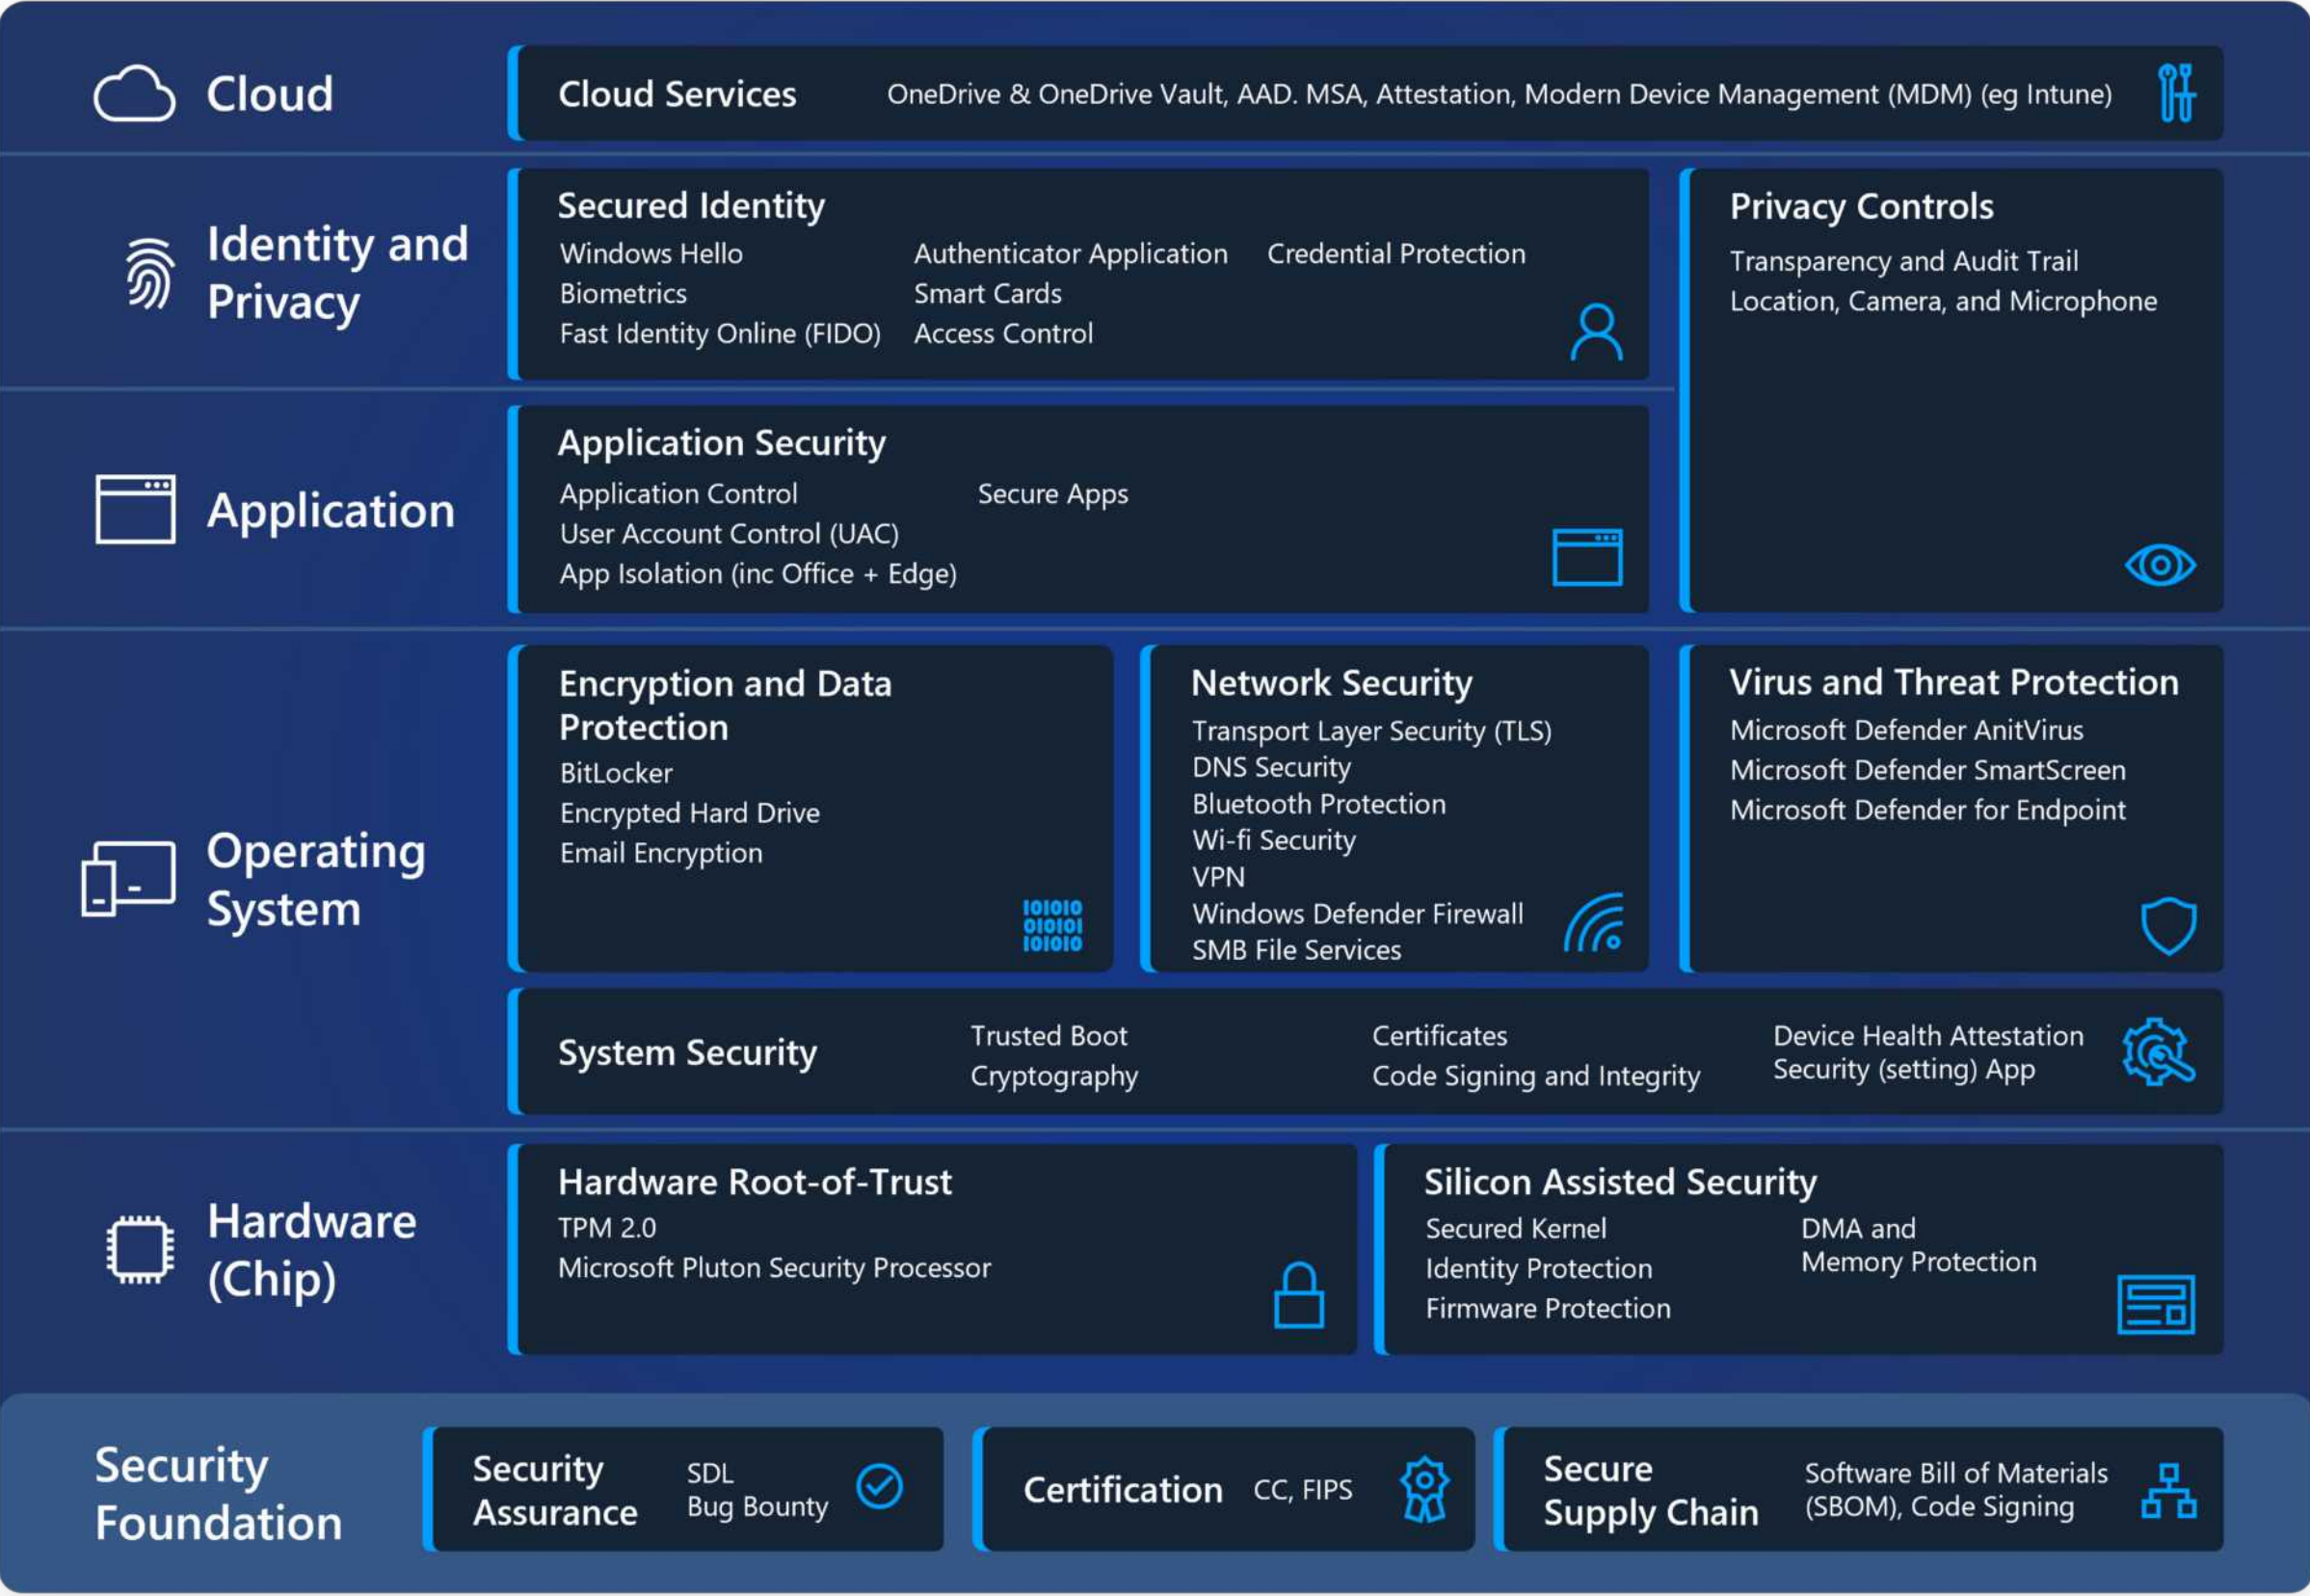 Cloud
Cloud Services
OneDrive & OneDrive Vault, AAD. MSA, Attestation, Modern Device Management (MDM) (eg Intune)
Identity and
Privacy
Secured Identity
Windows Hello
Biometrics
Fast Identity Online (FIDO)
Authenticator Application
Smart Cards
Access Control
Credential Protection
Privacy Controls
Transparency and Audit Trail
Location, Camera, and Microphone
Application
Application Security
Application Control
User Account Control (UAC)
App Isolation (inc Office + Edge)
Secure Apps
Operating
System
Encryption and Data
Protection
BitLocker
Encrypted Hard Drive
Email Encryption
101010
010101
101010
Network Security
Transport Layer Security (TLS)
DNS Security
Bluetooth Protection
Wi-fi Security
VPN
Windows Defender Firewall
SMB File Services
Virus and Threat Protection
Microsoft Defender AnitVirus
Microsoft Defender SmartScreen
Microsoft Defender for Endpoint
System Security
Trusted Boot
Cryptography
Certificates
Code Signing and Integrity
Device Health Attestation
Security (setting) App
Hardware
(Chip)
Hardware Root-of-Trust
TPM 2.0
Microsoft Pluton Security Processor
Silicon Assisted Security
Secured Kernel
Identity Protection
Firmware Protection
DMA and
Memory Protection
Security
Foundation
Security
Assurance
SDL
Bug Bounty
Certification
CC, FIPS
Secure
Supply Chain
Software Bill of Materials
(SBOM), Code Signing